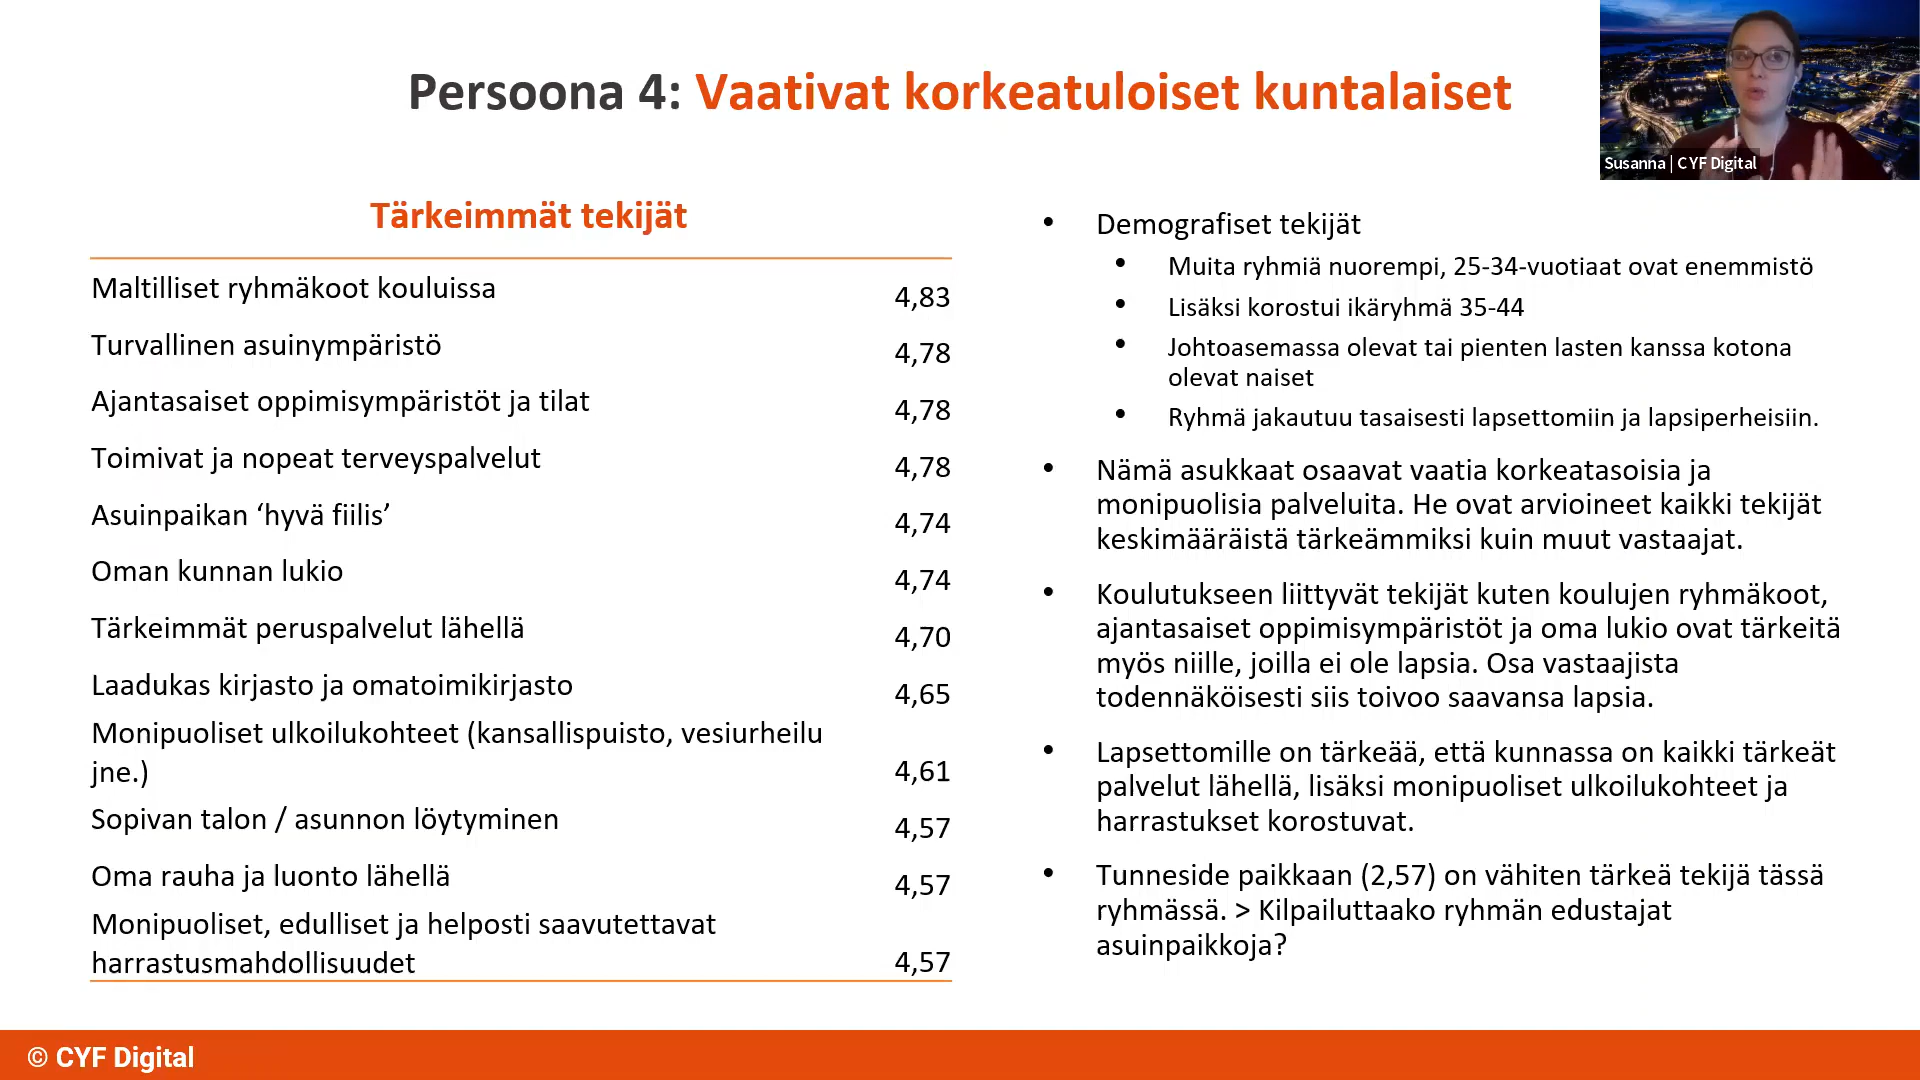 Persoona 4: Vaativat korkeatuloiset kuntalaiset
Susanna | CYF Digital
Tärkeimmät tekijät
Maltilliset ryhmäkoot kouluissa 4,83
Turvallinen asuinympäristö 4,78
Ajantasaiset oppimisympäristöt ja tilat 4,78
Toimivat ja nopeat terveyspalvelut 4,78
Asuinpaikan ‘hyvä fiilis’ 4,74
Oman kunnan lukio 4,74
Tärkeimmät peruspalvelut lähellä 4,70
Laadukas kirjasto ja omatoimikirjasto 4,65
Monipuoliset ulkoilukohteet (kansallispuisto, vesiurheilu
jne.) 4,61
Sopivan talon / asunnon löytyminen 4,57
Oma rauha ja luonto lähellä 4,57
Monipuoliset, edulliset ja helposti saavutettavat
harrastusmahdollisuudet 4,57
• Demografiset tekijät
• Muita ryhmiä nuorempi, 25-34-vuotiaat ovat enemmistö
• Lisäksi korostui ikäryhmä 35-44
• Johtoasemassa olevat tai pienten lasten kanssa kotona
olevat naiset
• Ryhmä jakautuu tasaisesti lapsettomiin ja lapsiperheisiin.
• Nämä asukkaat osaavat vaatia korkeatasoisia ja
monipuolisia palveluita. He ovat arvioineet kaikki tekijät
keskimääräistä tärkeämmiksi kuin muut vastaajat.
• Koulutukseen liittyvät tekijät kuten koulujen ryhmäkoot,
ajantasaiset oppimisympäristöt ja oma lukio ovat tärkeitä
myös niille, joilla ei ole lapsia. Osa vastaajista
todennäköisesti siis toivoo saavansa lapsia.
• Lapsettomille on tärkeää, että kunnassa on kaikki tärkeät
palvelut lähellä, lisäksi monipuoliset ulkoilukohteet ja
harrastukset korostuvat.
• Tunneside paikkaan (2,57) on vähiten tärkeä tekijä tässä
ryhmässä. > Kilpailuttaako ryhmän edustajat
asuinpaikkoja?
© CYF Digital